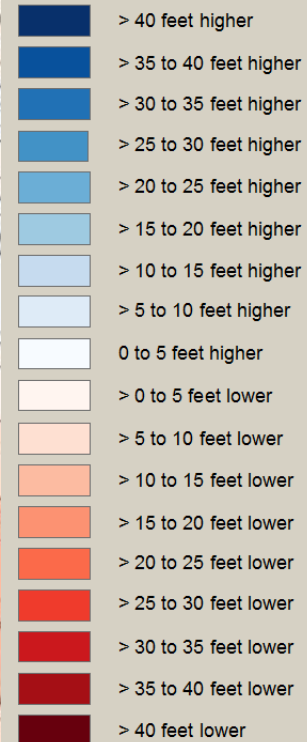 > 40 feet higher
> 35 to 40 feet higher
> 30 to 35 feet higher
> 25 to 30 feet higher
> 20 to 25 feet higher
> 15 to 20 feet higher
> 10 to 15 feet higher
> 5 to 10 feet higher
0 to 5 feet higher
> 0 to 5 feet lower
> 5 to 10 feet lower
> 10 to 15 feet lower
> 15 to 20 feet lower
> 20 to 25 feet lower
> 25 to 30 feet lower
> 30 to 35 feet lower
> 35 to 40 feet lower
> 40 feet lower